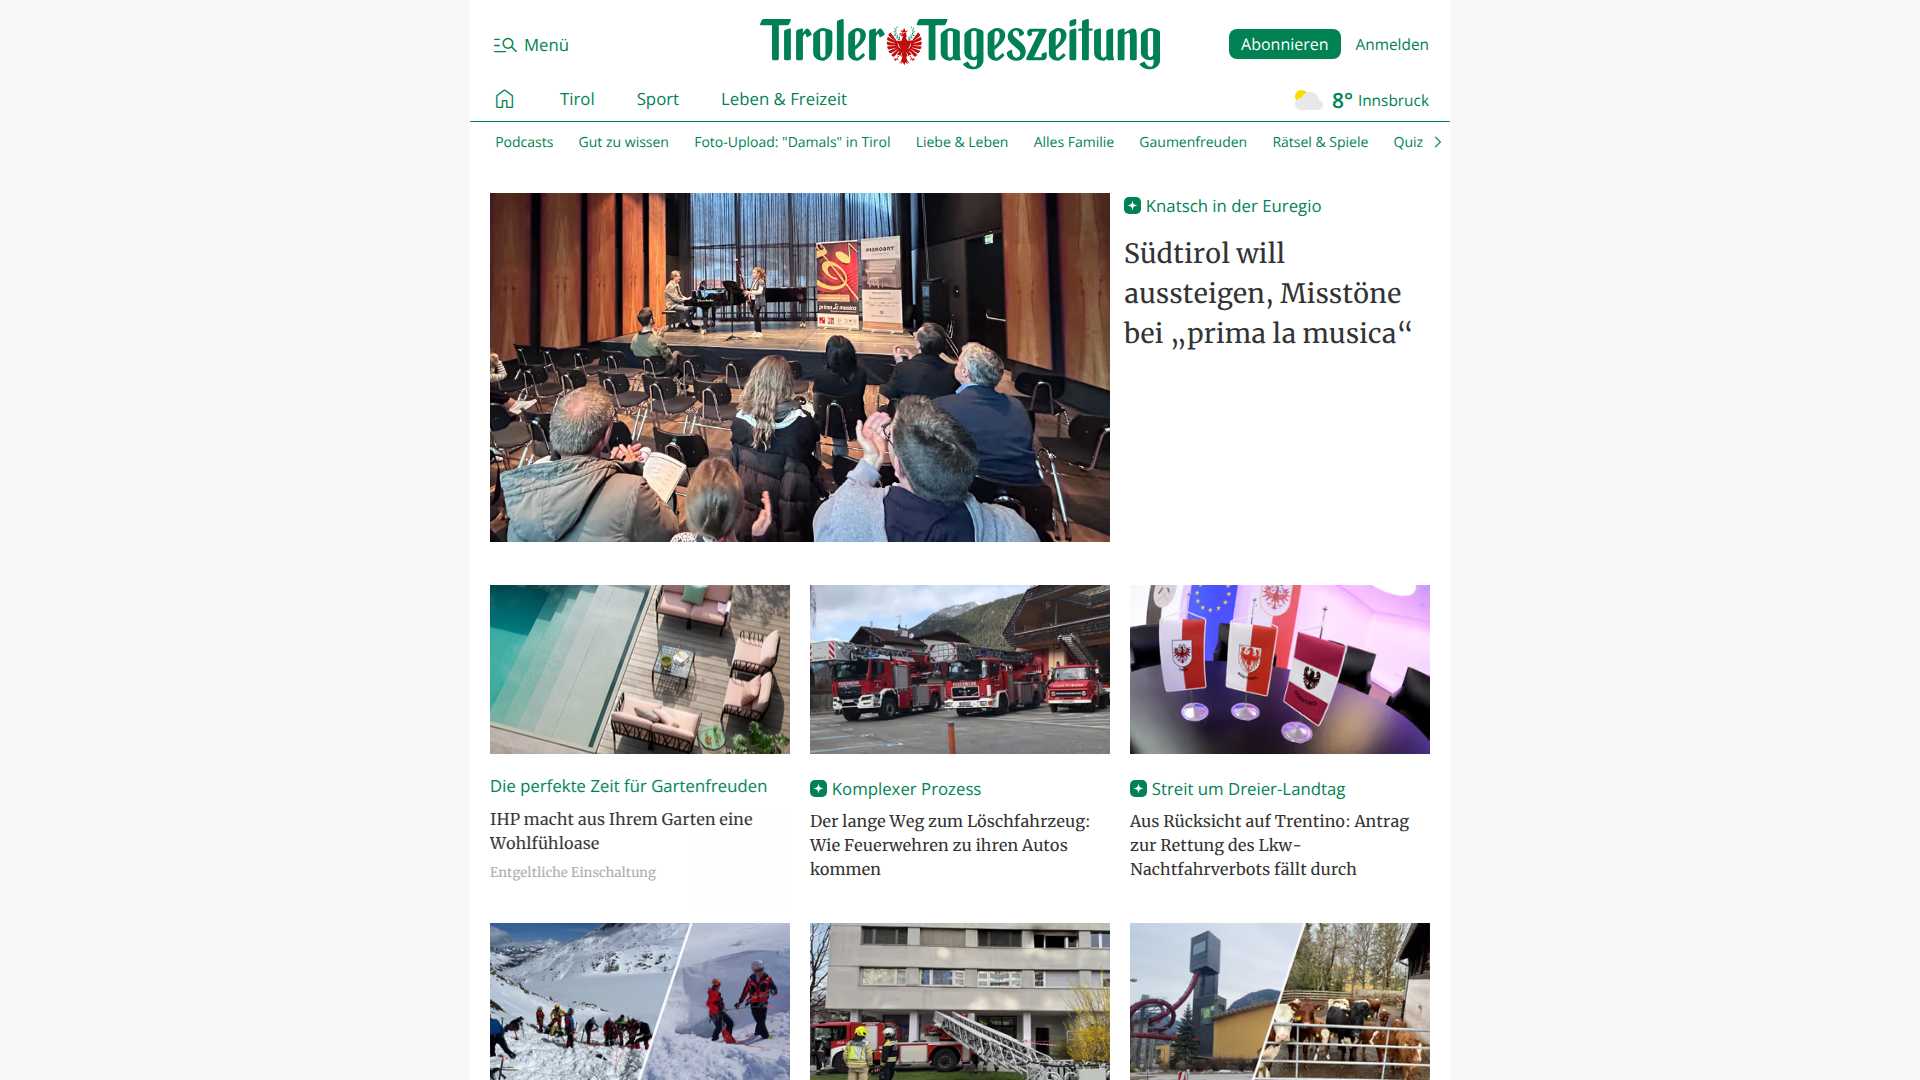 Menü
Tiroler Tageszeitung
Abonnieren
Anmelden
Tirol
Sport
Leben & Freizeit
8° Innsbruck
Podcasts
Gut zu wissen
Foto-Upload: "Damals" in Tirol
Liebe & Leben
Alles Familie
Gaumenfreuden
Rätsel & Spiele
Quiz
prima la musica
PIANOART
Knatsch in der Euregio
Südtirol will
aussteigen, Misstöne
bei „prima la musica“
Die perfekte Zeit für Gartenfreuden
IHP macht aus Ihrem Garten eine
Wohlfühloase
Entgeltliche Einschaltung
Komplexer Prozess
Der lange Weg zum Löschfahrzeug:
Wie Feuerwehren zu ihren Autos
kommen
Streit um Dreier-Landtag
Aus Rücksicht auf Trentino: Antrag
zur Rettung des Lkw-
Nachtfahrverbots fällt durch